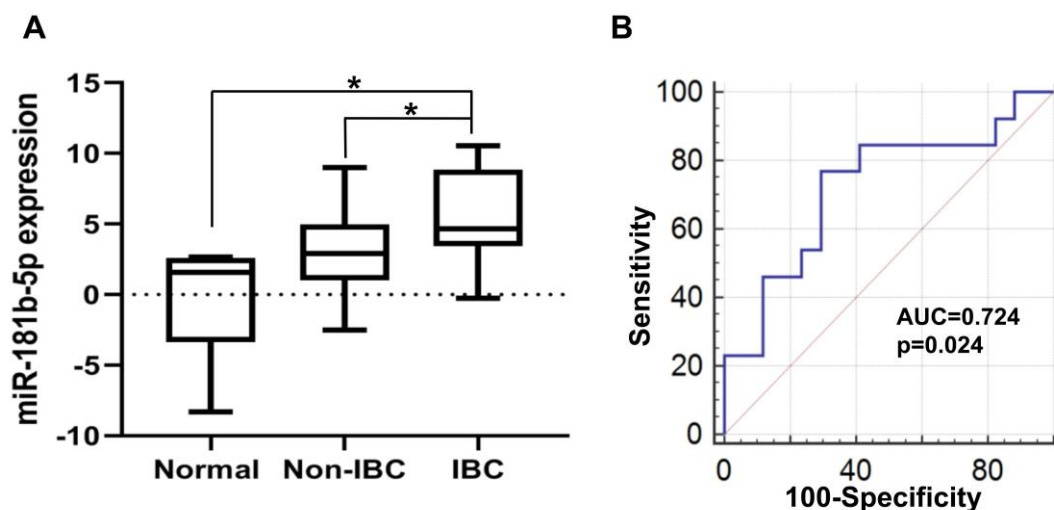 A
miR-181b-5p expression
15
10
5
0
-5
-10
*
*
Normal Non-IBC IBC
B
Sensitivity
100
80
60
40
20
0
AUC=0.724
p=0.024
0 40 80
100-Specificity